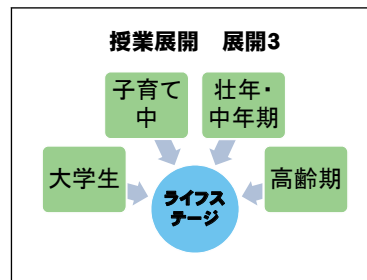 授業展開　展開3
子育て
中
壮年・
中年期
大学生
高齢期
ライフス
テージ